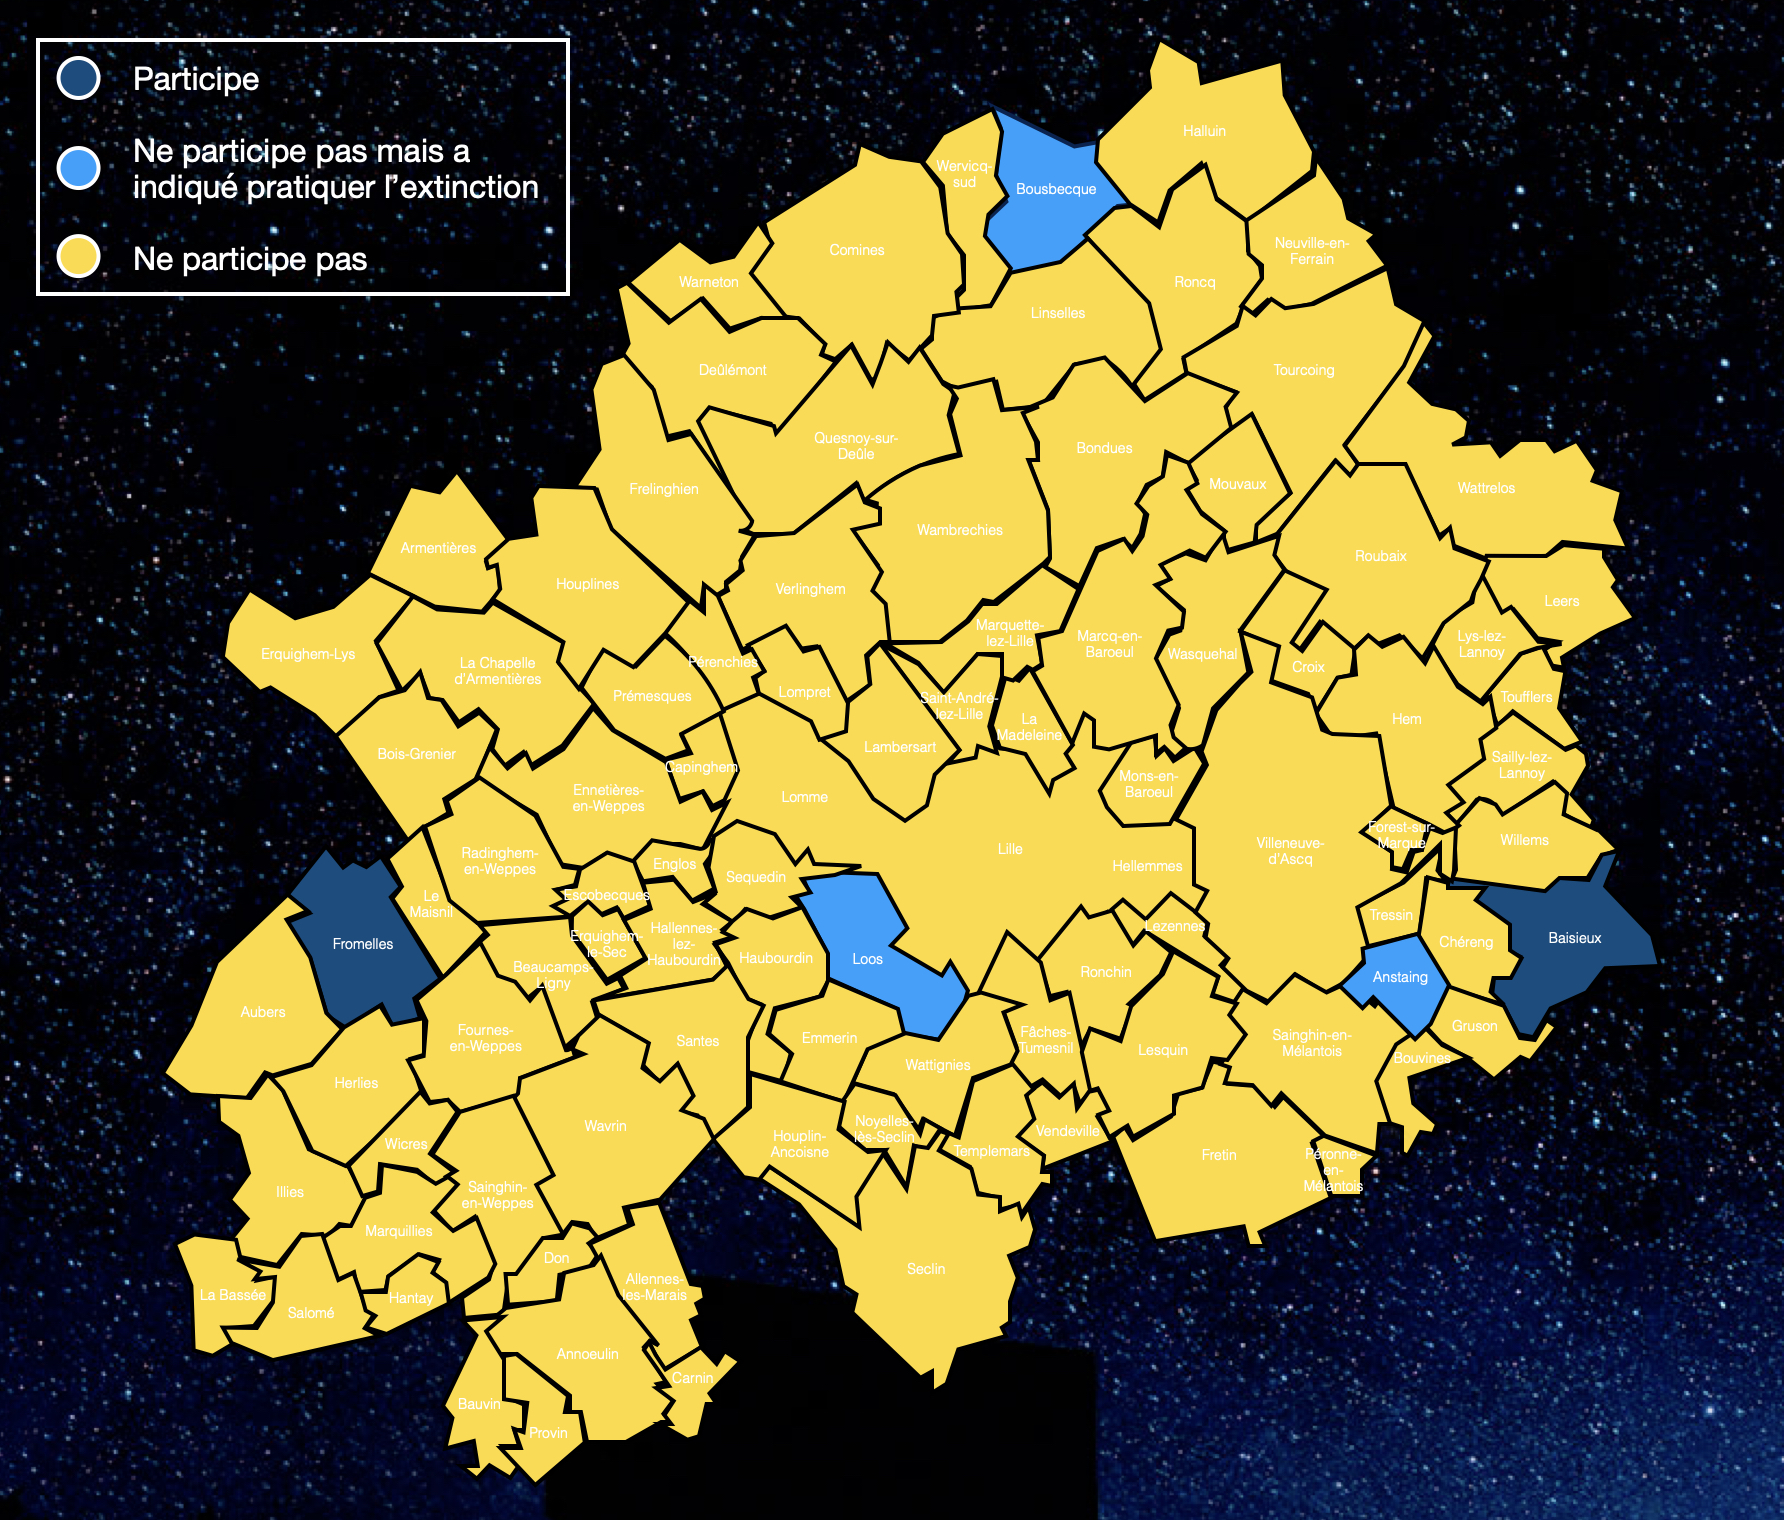 Participe
Ne participe pas mais a
indiqué pratiquer l'extinction
Ne participe pas
Halluin
Wervicq-
sud
Bousbecque
Comines
Neuville-en-
Ferrain
Warneton
Roncq
Linselles
Deûlémont
Tourcoing
Quesnoy-sur-
Deûle
Bondues
Frelinghien
Mouvaux
Wattrelos
Armentières
Wambrechies
Roubaix
Houplines
Verlinghem
Leers
Erquighem-Lys
La Chapelle
d'Armentières
Pérenchies
Marquette-
lez-Lille
Marcq-en-
Baroeul
Wasquehal
Croix
Lys-lez-
Lannoy
Prémesques
Lompret
Saint-André-
lez-Lille
La
Madeleine
Hem
Toufflers
Bois-Grenier
Capinghem
Lambersart
Sailly-lez-
Lannoy
Ennetières-
en-Weppes
Lomme
Mons-en-
Baroeul
Forest-sur-
Marque
Willems
Radinghem-
en-Weppes
Englos
Sequedin
Lille
Hellemmes
Villeneuve-
d'Ascq
Le
Maisnil
Escobecques
Tressin
Fromelles
Erquighem-
le-Sec
Hallennes-
lez-
Haubourdin
Lezennes
Chéreng
Baisieux
Beaucamps-
Ligny
Haubourdin
Loos
Ronchin
Anstaing
Aubers
Fournes-
en-Weppes
Santes
Emmerin
Wattignies
Fâches-
Tumesnil
Lesquin
Sainghin-en-
Mélantois
Gruson
Bouvines
Herlies
Wavrin
Wicres
Houplin-
Ancoisne
Noyelles-
lès-Seclin
Templemars
Vendeville
Fretin
Péronne-
en-
Mélantois
Illies
Sainghin-
en-Weppes
Marquillies
Don
Seclin
La Bassée
Salomé
Hantay
Allennes-
les-Marais
Annoeulin
Carnin
Bauvin
Provin